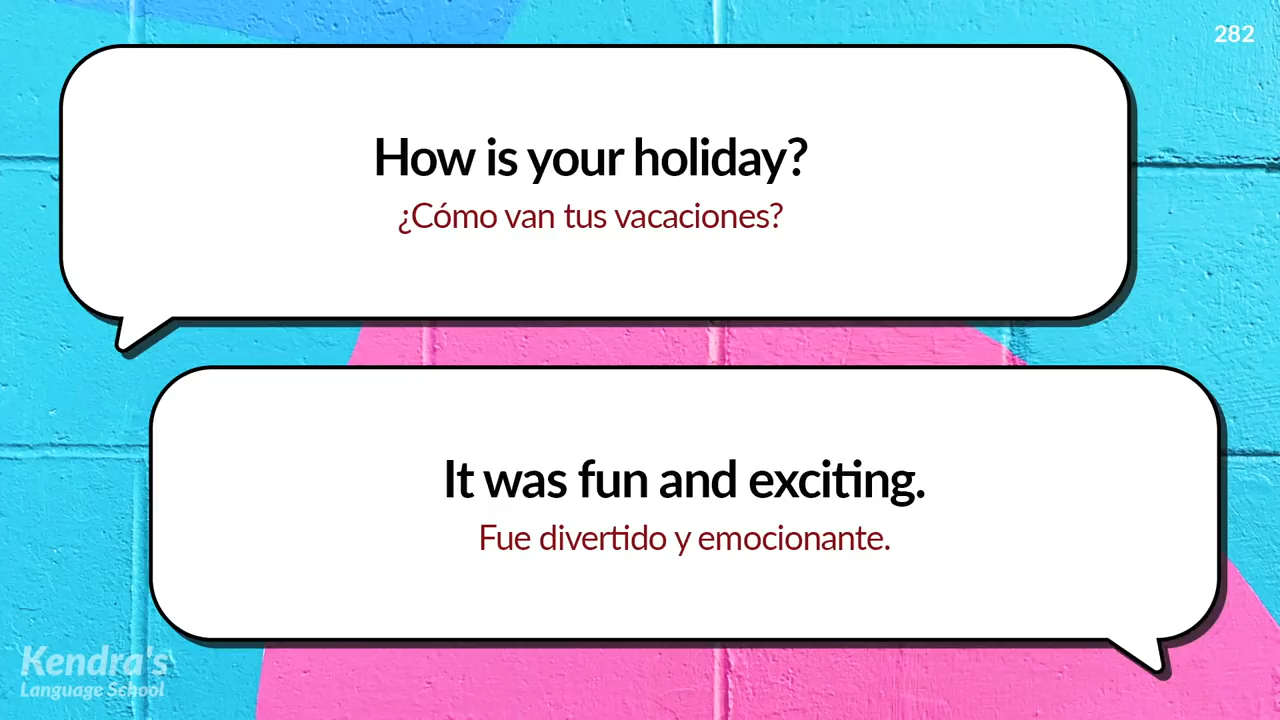 282
How is your holiday?
¿Cómo van tus vacaciones?
It was fun and exciting.
Fue divertido y emocionante.
Kendra's
Language School